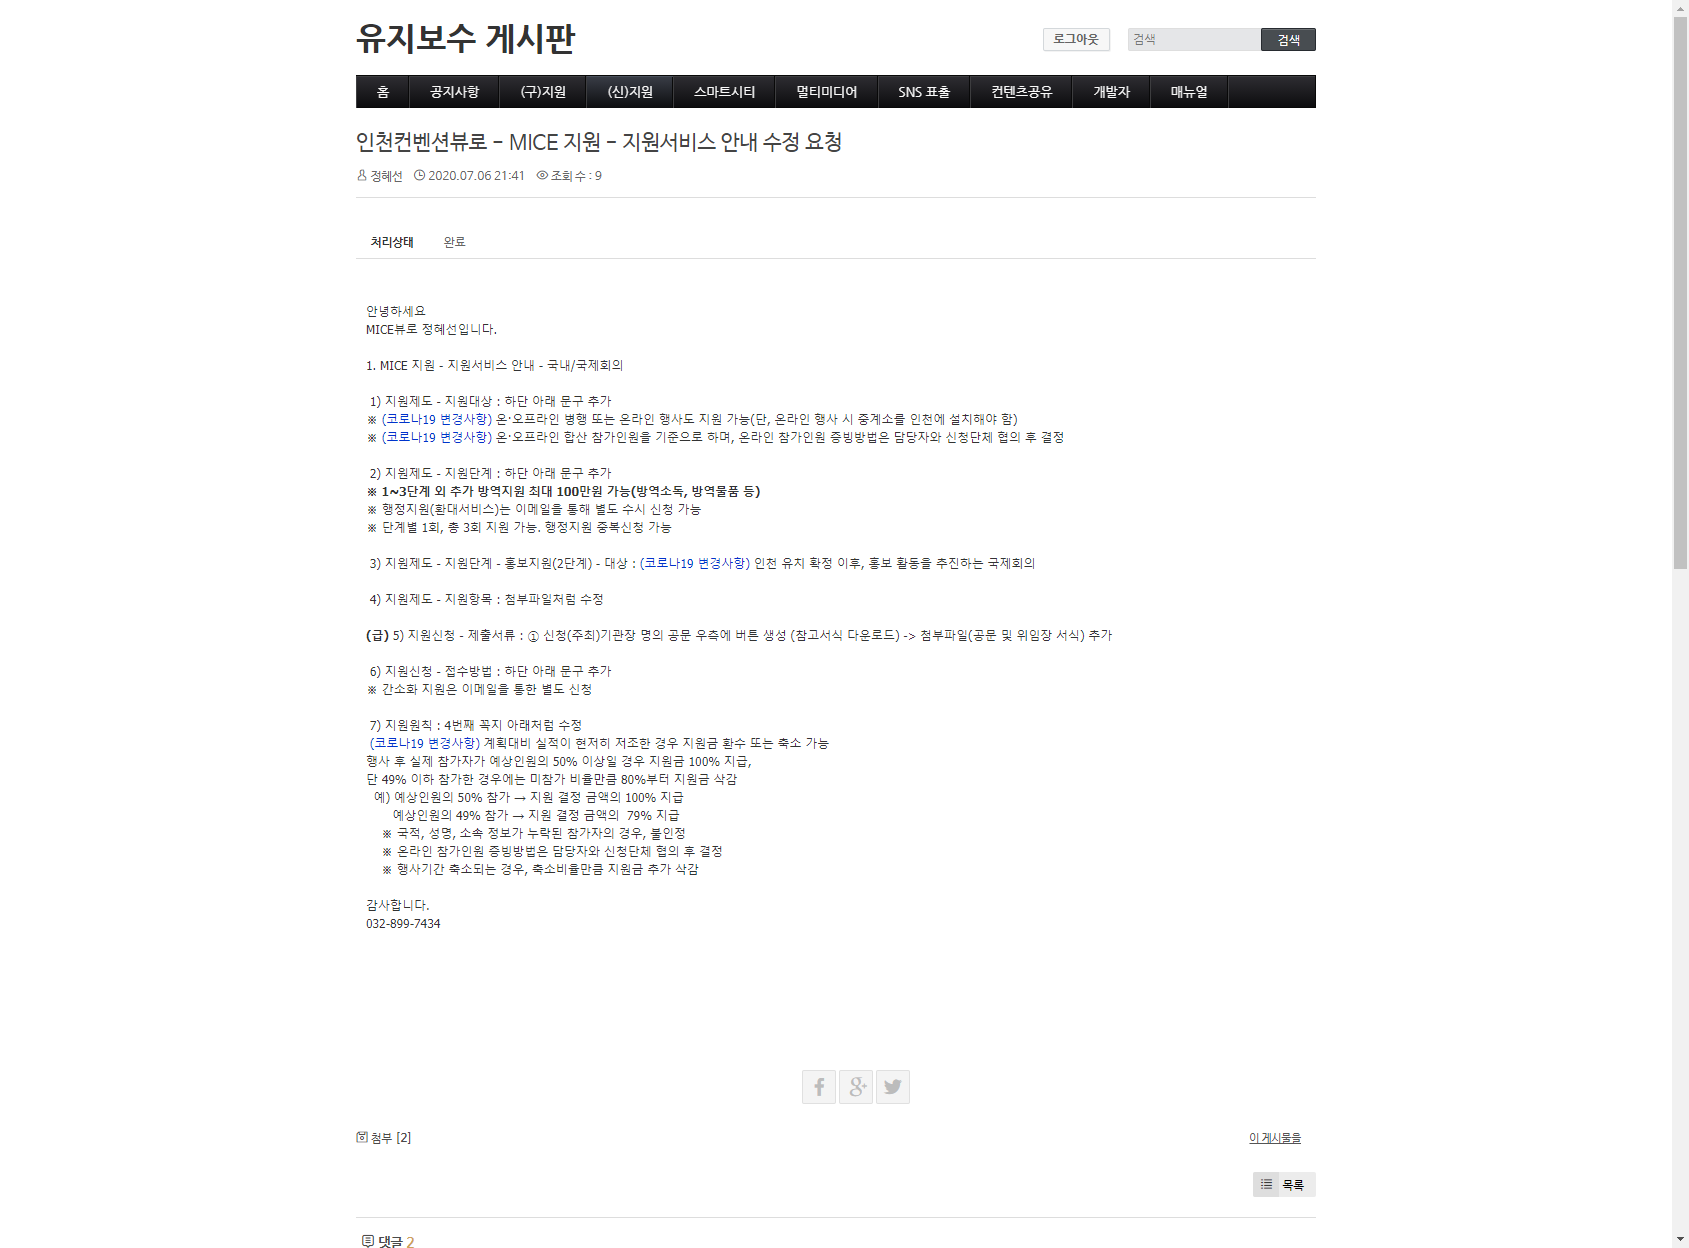 유지보수 게시판
로그아웃
검색
검색
홈 공지사항 (구)지원 (신)지원 스마트시티 멀티미디어 SNS 표출 컨텐츠공유 개발자 매뉴얼
인천컨벤션뷰로 - MICE 지원 - 지원서비스 안내 수정 요청
정혜선 2020.07.06 21:41 조회 수 : 9
처리상태 완료
안녕하세요
MICE뷰로 정혜선입니다.
1. MICE 지원 - 지원서비스 안내 - 국내/국제회의
1) 지원제도 - 지원대상 : 하단 아래 문구 추가
※ (코로나19 변경사항) 온·오프라인 병행 또는 온라인 행사도 지원 가능(단, 온라인 행사 시 중계소를 인천에 설치해야 함)
※ (코로나19 변경사항) 온·오프라인 합산 참가인원을 기준으로 하며, 온라인 참가인원 증빙방법은 담당자와 신청단체 협의 후 결정
2) 지원제도 - 지원단계 : 하단 아래 문구 추가
※ 1~3단계 외 추가 방역지원 최대 100만원 가능(방역소독, 방역물품 등)
※ 행정지원(환대서비스)는 이메일을 통해 별도 수시 신청 가능
※ 단계별 1회, 총 3회 지원 가능. 행정지원 중복신청 가능
3) 지원제도 - 지원단계 - 홍보지원(2단계) - 대상 : (코로나19 변경사항) 인천 유치 확정 이후, 홍보 활동을 추진하는 국제회의
4) 지원제도 - 지원항목 : 첨부파일처럼 수정
(급) 5) 지원신청 - 제출서류 : ① 신청(주최)기관장 명의 공문 우측에 버튼 생성 (참고서식 다운로드) -> 첨부파일(공문 및 위임장 서식) 추가
6) 지원신청 - 접수방법 : 하단 아래 문구 추가
※ 간소화 지원은 이메일을 통한 별도 신청
7) 지원원칙 : 4번째 꼭지 아래처럼 수정
(코로나19 변경사항) 계획대비 실적이 현저히 저조한 경우 지원금 환수 또는 축소 가능
행사 후 실제 참가자가 예상인원의 50% 이상일 경우 지원금 100% 지급,
단 49% 이하 참가한 경우에는 미참가 비율만큼 80%부터 지원금 삭감
예) 예상인원의 50% 참가 → 지원 결정 금액의 100% 지급
예상인원의 49% 참가 → 지원 결정 금액의 79% 지급
※ 국적, 성명, 소속 정보가 누락된 참가자의 경우, 불인정
※ 온라인 참가인원 증빙방법은 담당자와 신청단체 협의 후 결정
※ 행사기간 축소되는 경우, 축소비율만큼 지원금 추가 삭감
감사합니다.
032-899-7434
첨부 [2]
이 게시물을
목록
댓글 2